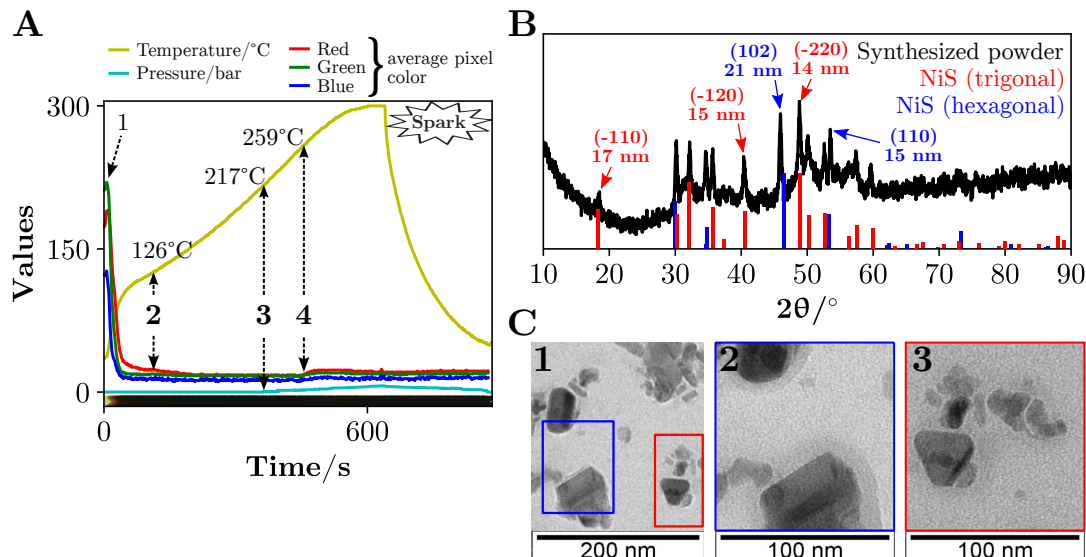 A
Temperature/°C
Pressure/bar
Red
Green
Blue
average pixel
color
300
150
0
Values
1
126°C
217°C
259°C
2
3
4
Spark
0
600
Time/s
B
(102)
21 nm
(-220)
14 nm
Synthesized powder
NiS (trigonal)
NiS (hexagonal)
(-120)
15 nm
(-110)
17 nm
(110)
15 nm
10
20
30
40
50
60
70
80
90
2θ/°
C
1
2
3
200 nm
100 nm
100 nm